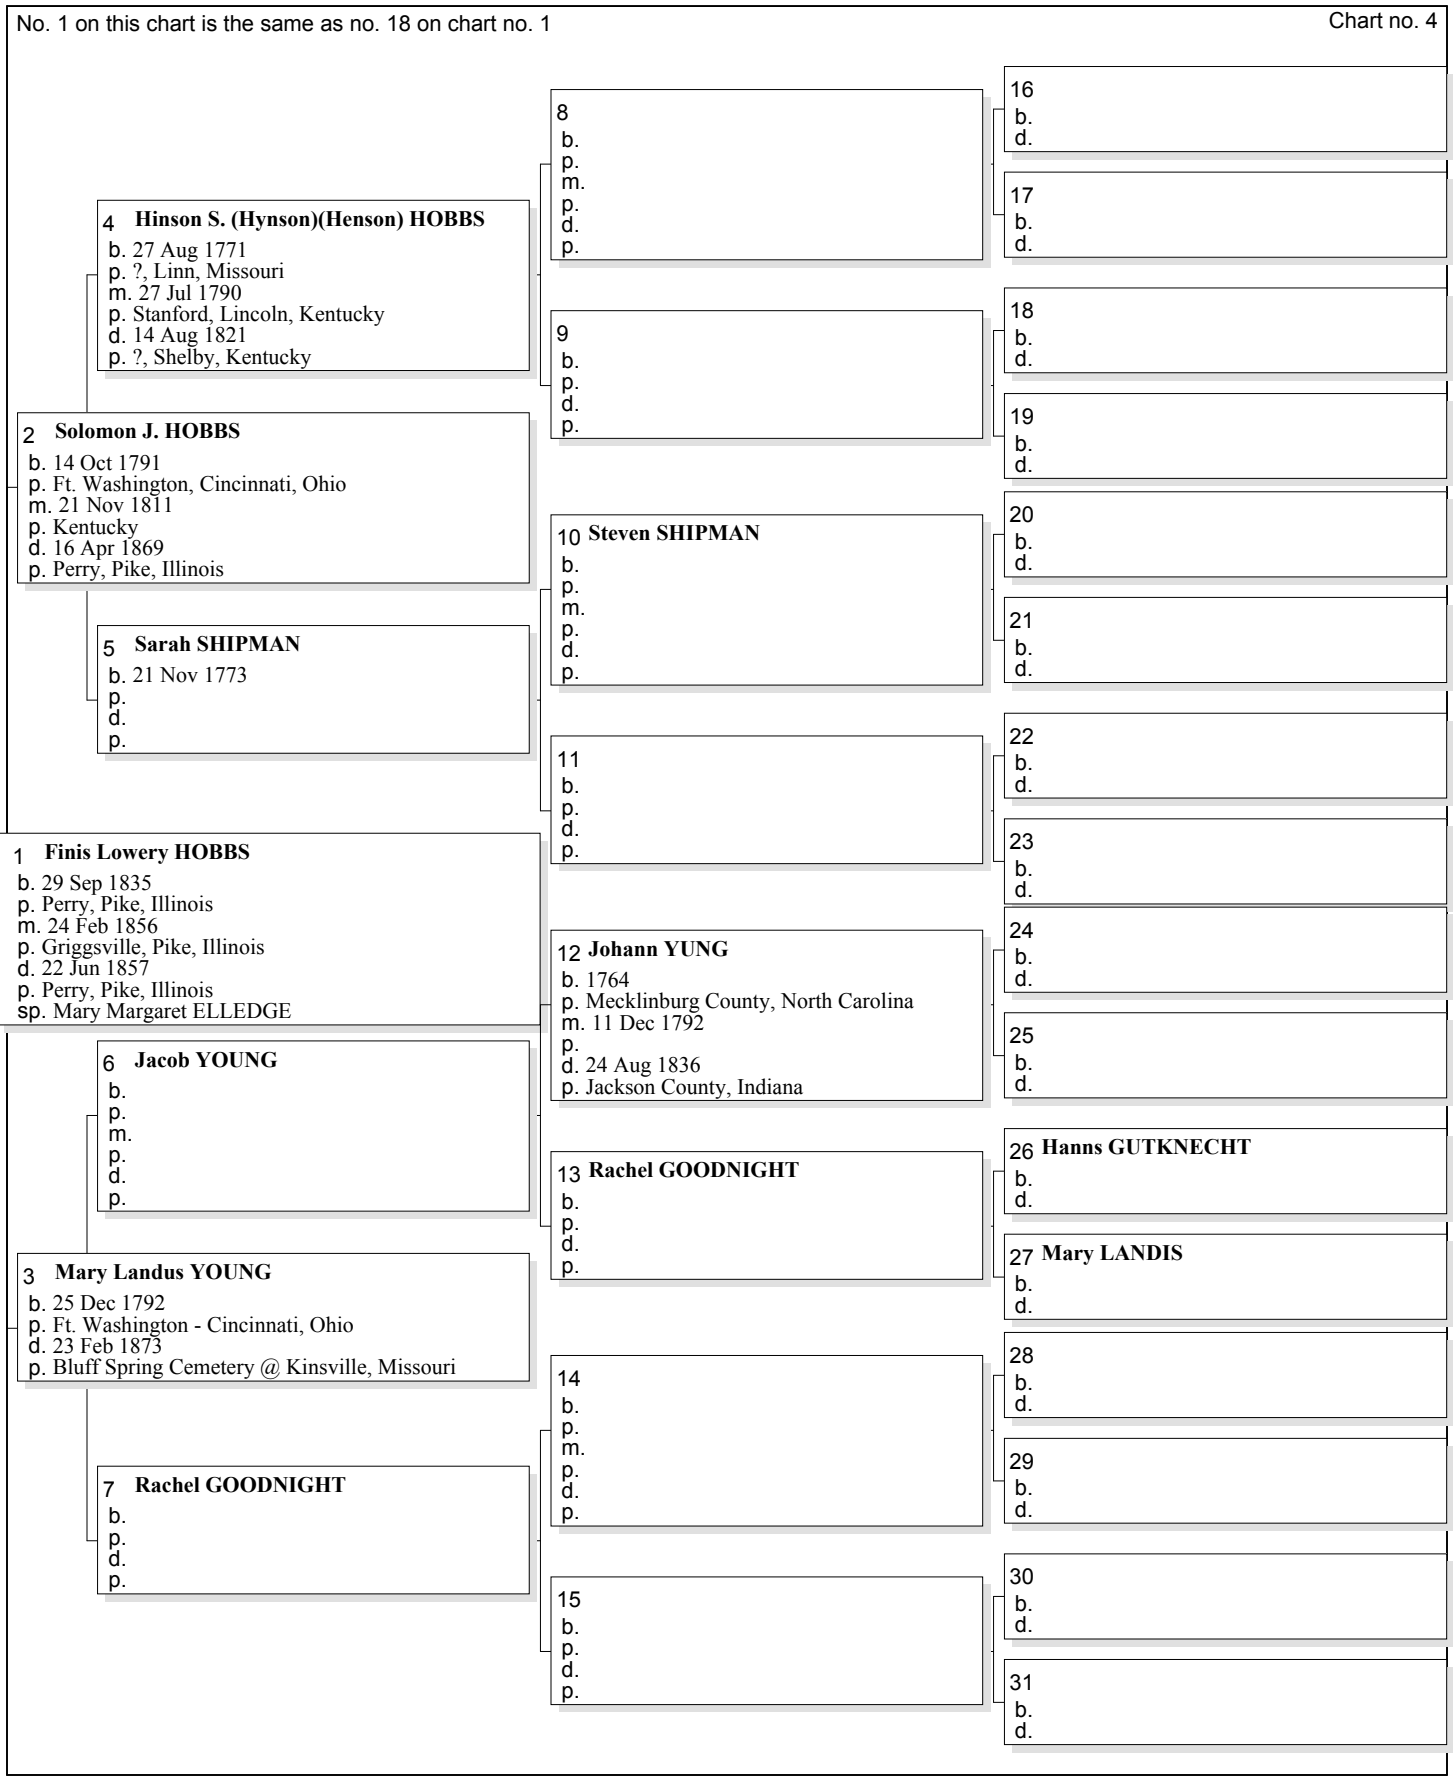 No. 1 on this chart is the same as no. 18 on chart no. 1
Chart no. 4
4 Hinson S. (Hynson)(Henson) HOBBS
b. 27 Aug 1771
p. ?, Linn, Missouri
m. 27 Jul 1790
p. Stanford, Lincoln, Kentucky
d. 14 Aug 1821
p. ?, Shelby, Kentucky
2 Solomon J. HOBBS
b. 14 Oct 1791
p. Ft. Washington, Cincinnati, Ohio
m. 21 Nov 1811
p. Kentucky
d. 16 Apr 1869
p. Perry, Pike, Illinois
5 Sarah SHIPMAN
b. 21 Nov 1773
p.
d.
p.
1 Finis Lowery HOBBS
b. 29 Sep 1835
p. Perry, Pike, Illinois
m. 24 Feb 1856
p. Griggsville, Pike, Illinois
d. 22 Jun 1857
p. Perry, Pike, Illinois
sp. Mary Margaret ELLEDGE
6 Jacob YOUNG
b.
p.
m.
p.
d.
p.
3 Mary Landus YOUNG
b. 25 Dec 1792
p. Ft. Washington - Cincinnati, Ohio
d. 23 Feb 1873
p. Bluff Spring Cemetery @ Kinsville, Missouri
7 Rachel GOODNIGHT
b.
p.
d.
p.
8
b.
p.
m.
p.
d.
p.
9
b.
p.
d.
p.
10 Steven SHIPMAN
b.
p.
m.
p.
d.
p.
11
b.
p.
d.
p.
12 Johann YUNG
b. 1764
p. Mecklinburg County, North Carolina
m. 11 Dec 1792
p.
d. 24 Aug 1836
p. Jackson County, Indiana
13 Rachel GOODNIGHT
b.
p.
d.
p.
14
b.
p.
m.
p.
d.
p.
15
b.
p.
d.
p.
16
b.
d.
17
b.
d.
18
b.
d.
19
b.
d.
20
b.
d.
21
b.
d.
22
b.
d.
23
b.
d.
24
b.
d.
25
b.
d.
26 Hanns GUTKNECHT
b.
d.
27 Mary LANDIS
b.
d.
28
b.
d.
29
b.
d.
30
b.
d.
31
b.
d.